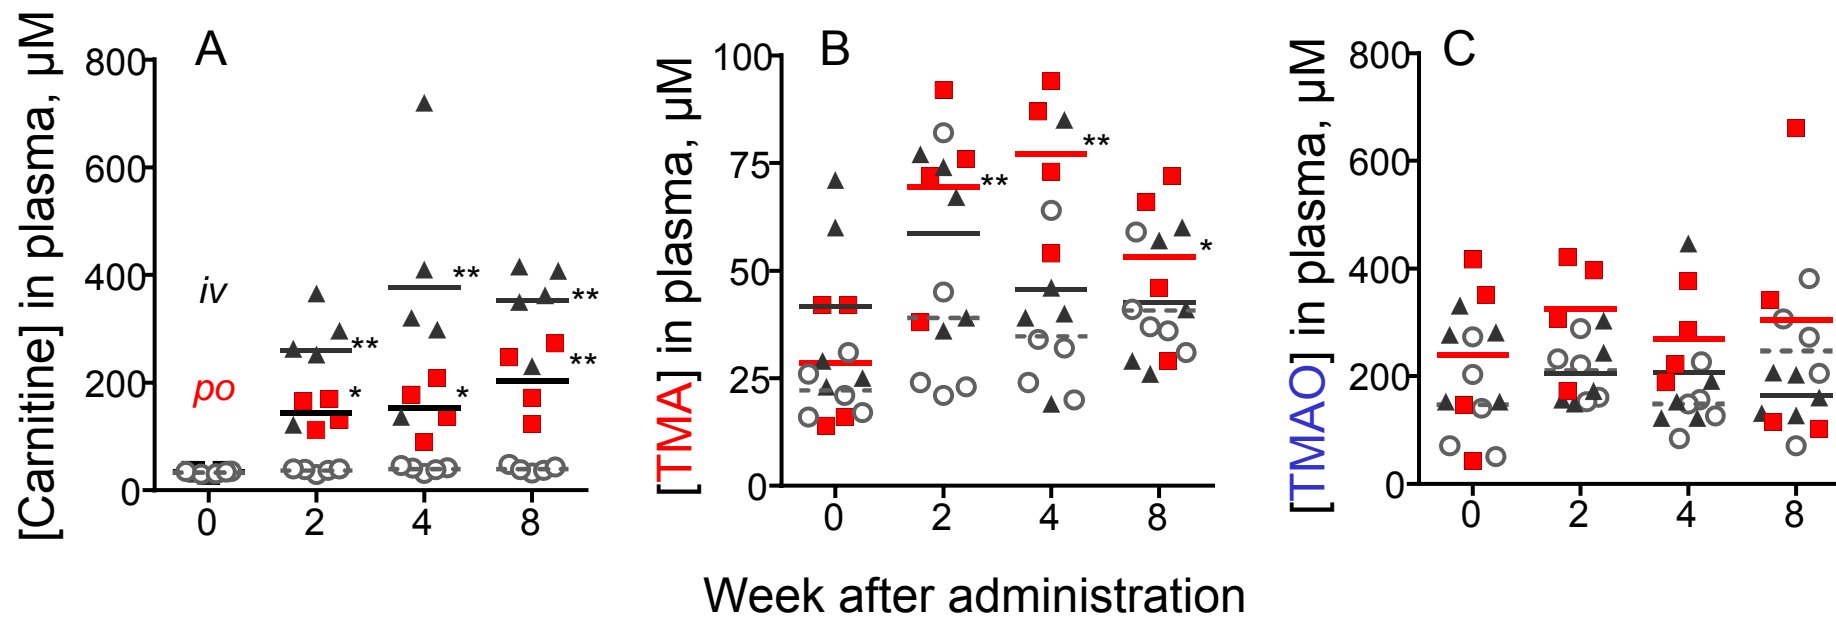 A
[Carnitine] in plasma, µM
800
600
400
200
0
iv
po
**
*
**
*
**
**
0 2 4 8
B
[TMA] in plasma, µM
100
75
50
25
0
**
**
*
0 2 4 8
C
[TMAO] in plasma, µM
800
600
400
200
0
0 2 4 8
Week after administration